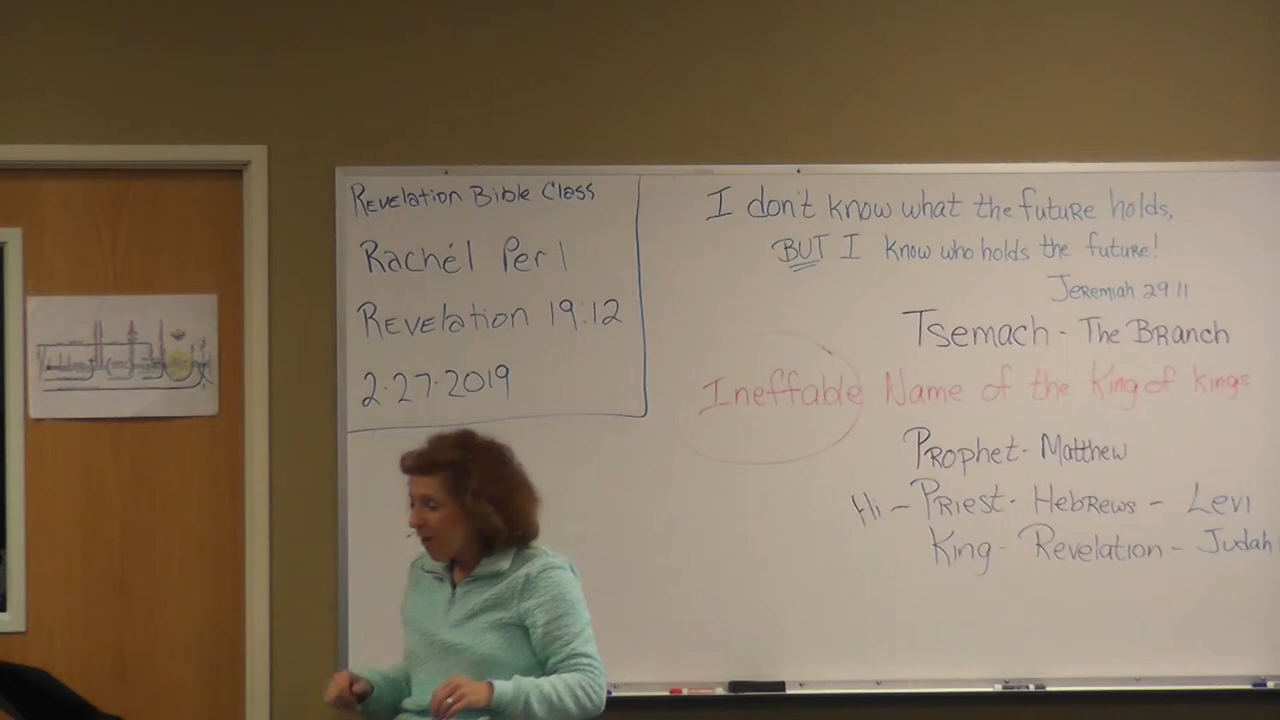 Revelation Bible Class
Rachél Perl
Revelation 19:12
2·27·2019
I don't know what the future holds,
BUT I know who holds the future!
Jeremiah 29 11
Tsemach - The Branch
Ineffable Name of the King of Kings
Prophet - Matthew
Hi - Priest - Hebrews - Levi
King - Revelation - Judah